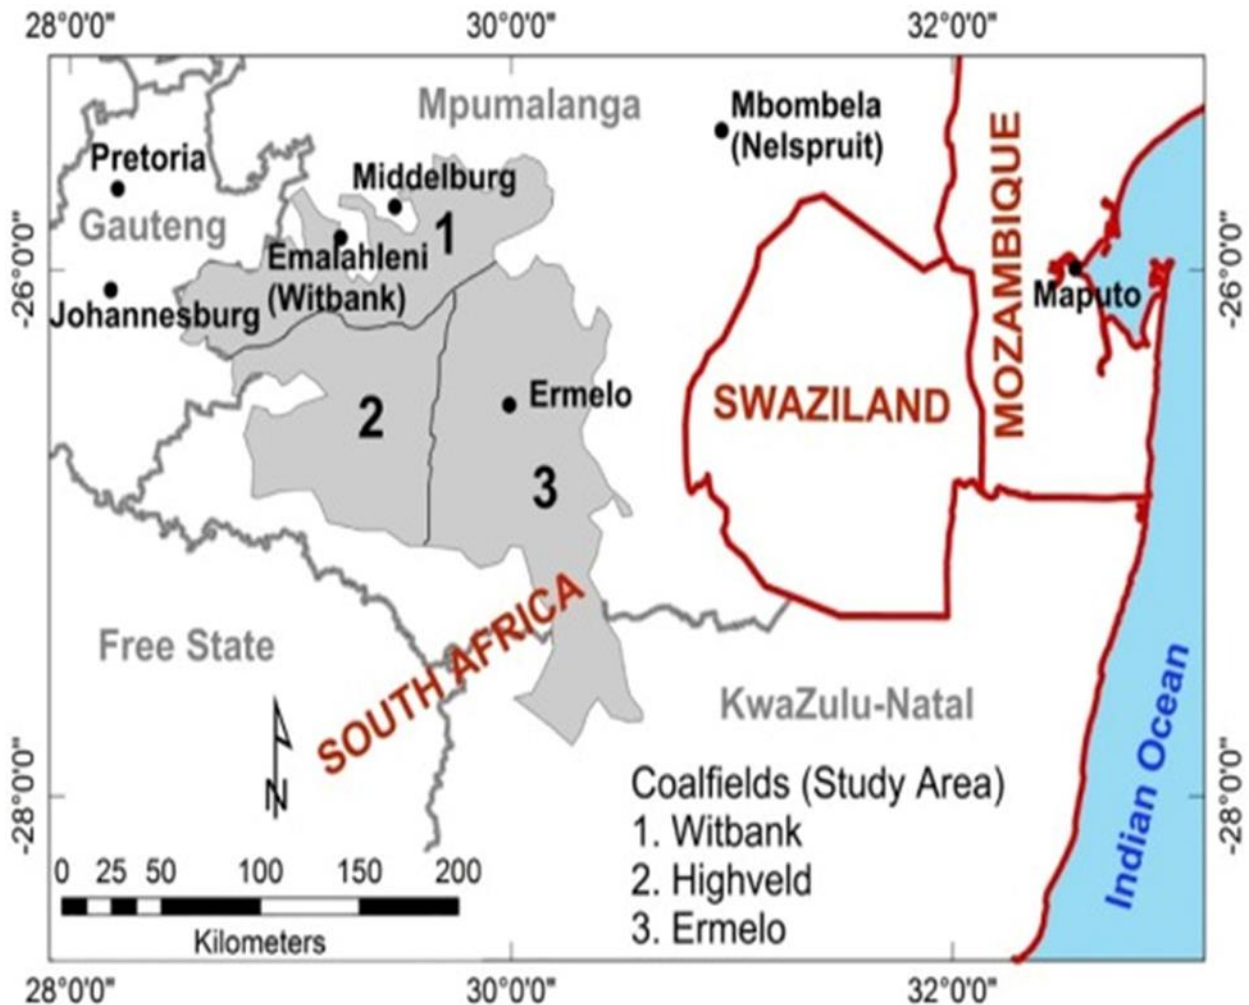 28°0'0" 30°0'0" 32°0'0"
Mpumalanga
Mbombela
(Nelspruit)
Pretoria
Middelburg
Gauteng
1
MOZAMBIQUE
Emalahleni
(Witbank)
-26°0'0"
-26°0'0"
Johannesburg
Maputo
Ermelo
SWAZILAND
2
3
SOUTH AFRICA
Free State
KwaZulu-Natal
Indian Ocean
N
-28°0'0"
-28°0'0"
Coalfields (Study Area)
1. Witbank
2. Highveld
3. Ermelo
0 25 50 100 150 200
Kilometers
28°0'0" 30°0'0" 32°0'0"